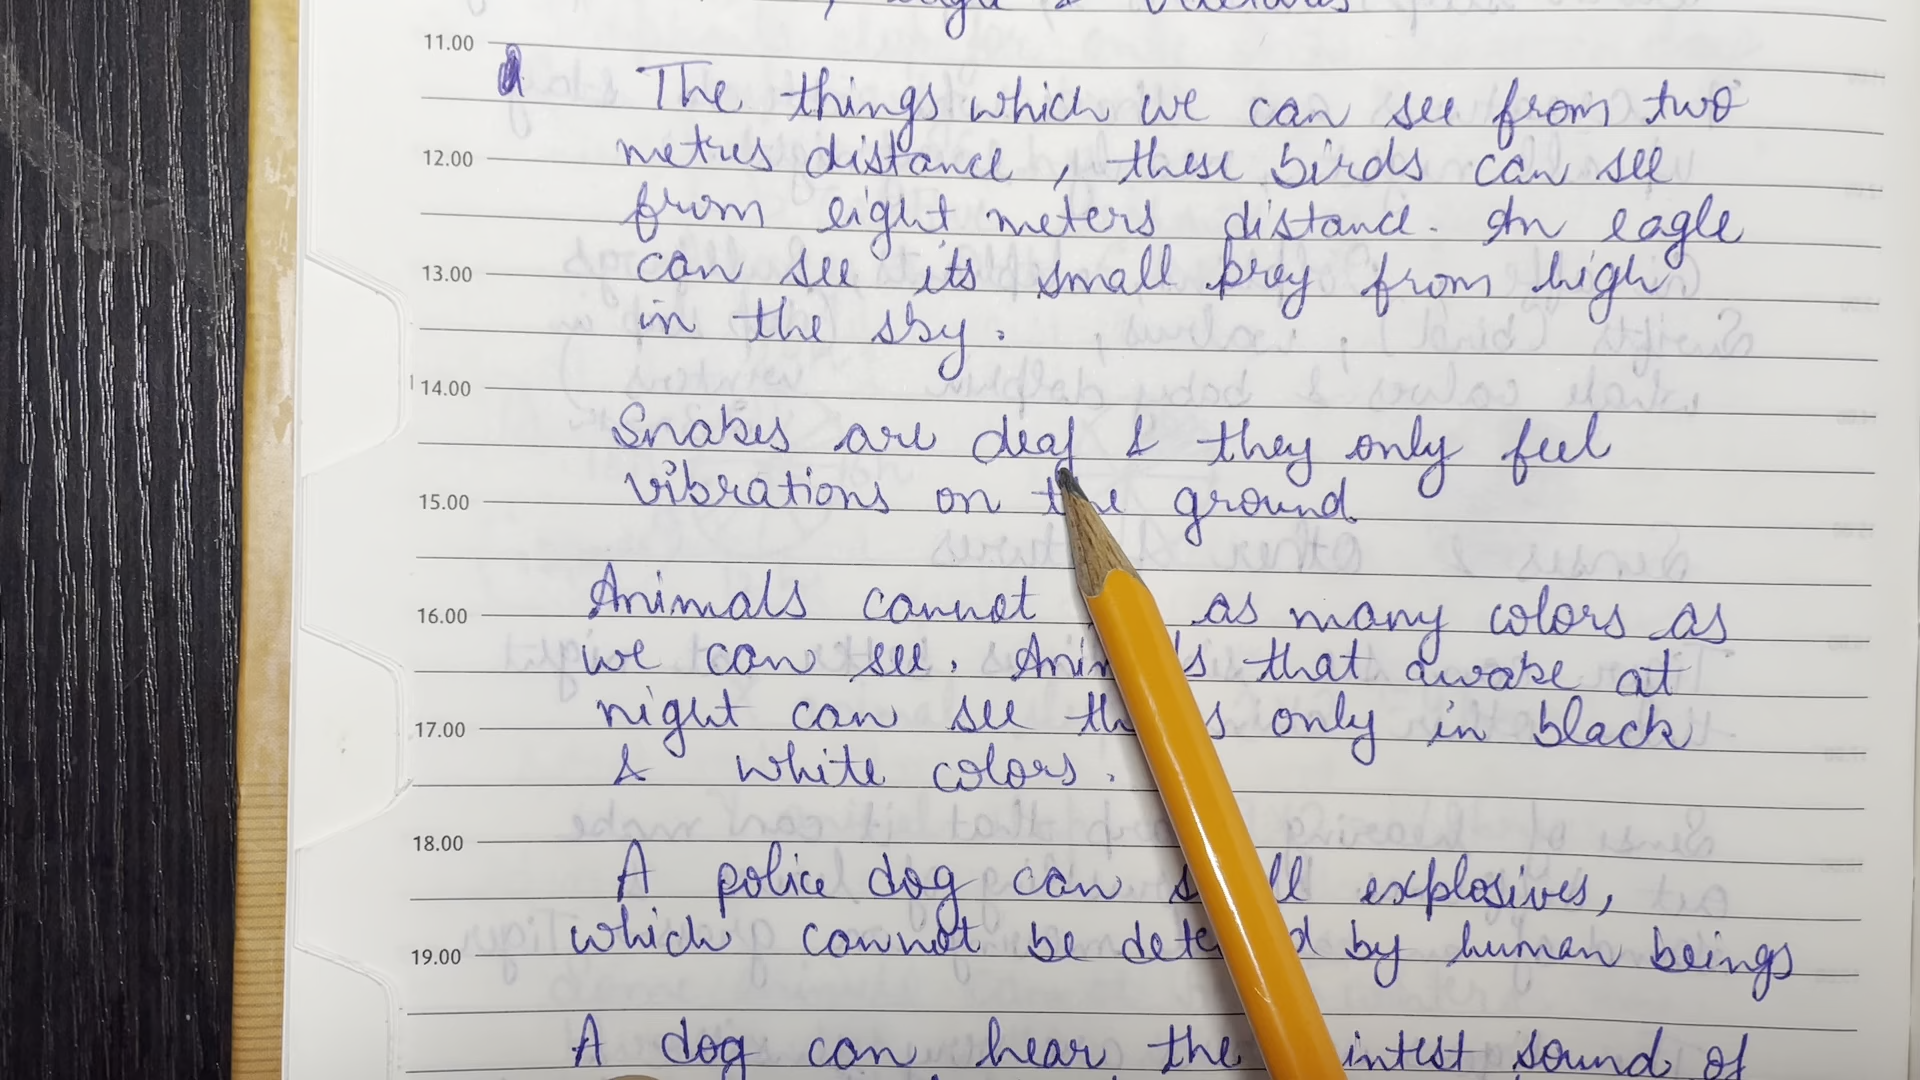 eagle &
11.00
The things which we can see from two
metres distance, these birds can see
12.00
from eight meters distance. An eagle
13.00
can see its small prey from high
in the sky.
14.00
Snakes are deaf & they only feel
15.00
vibrations on the ground
16.00
Animals cannot as many colors as
we can see. Animals that awake at
17.00
night can see only in black
& white colors.
18.00
A police dog can explosives,
19.00
which cannot be by human beings
A dog can hear the sound of